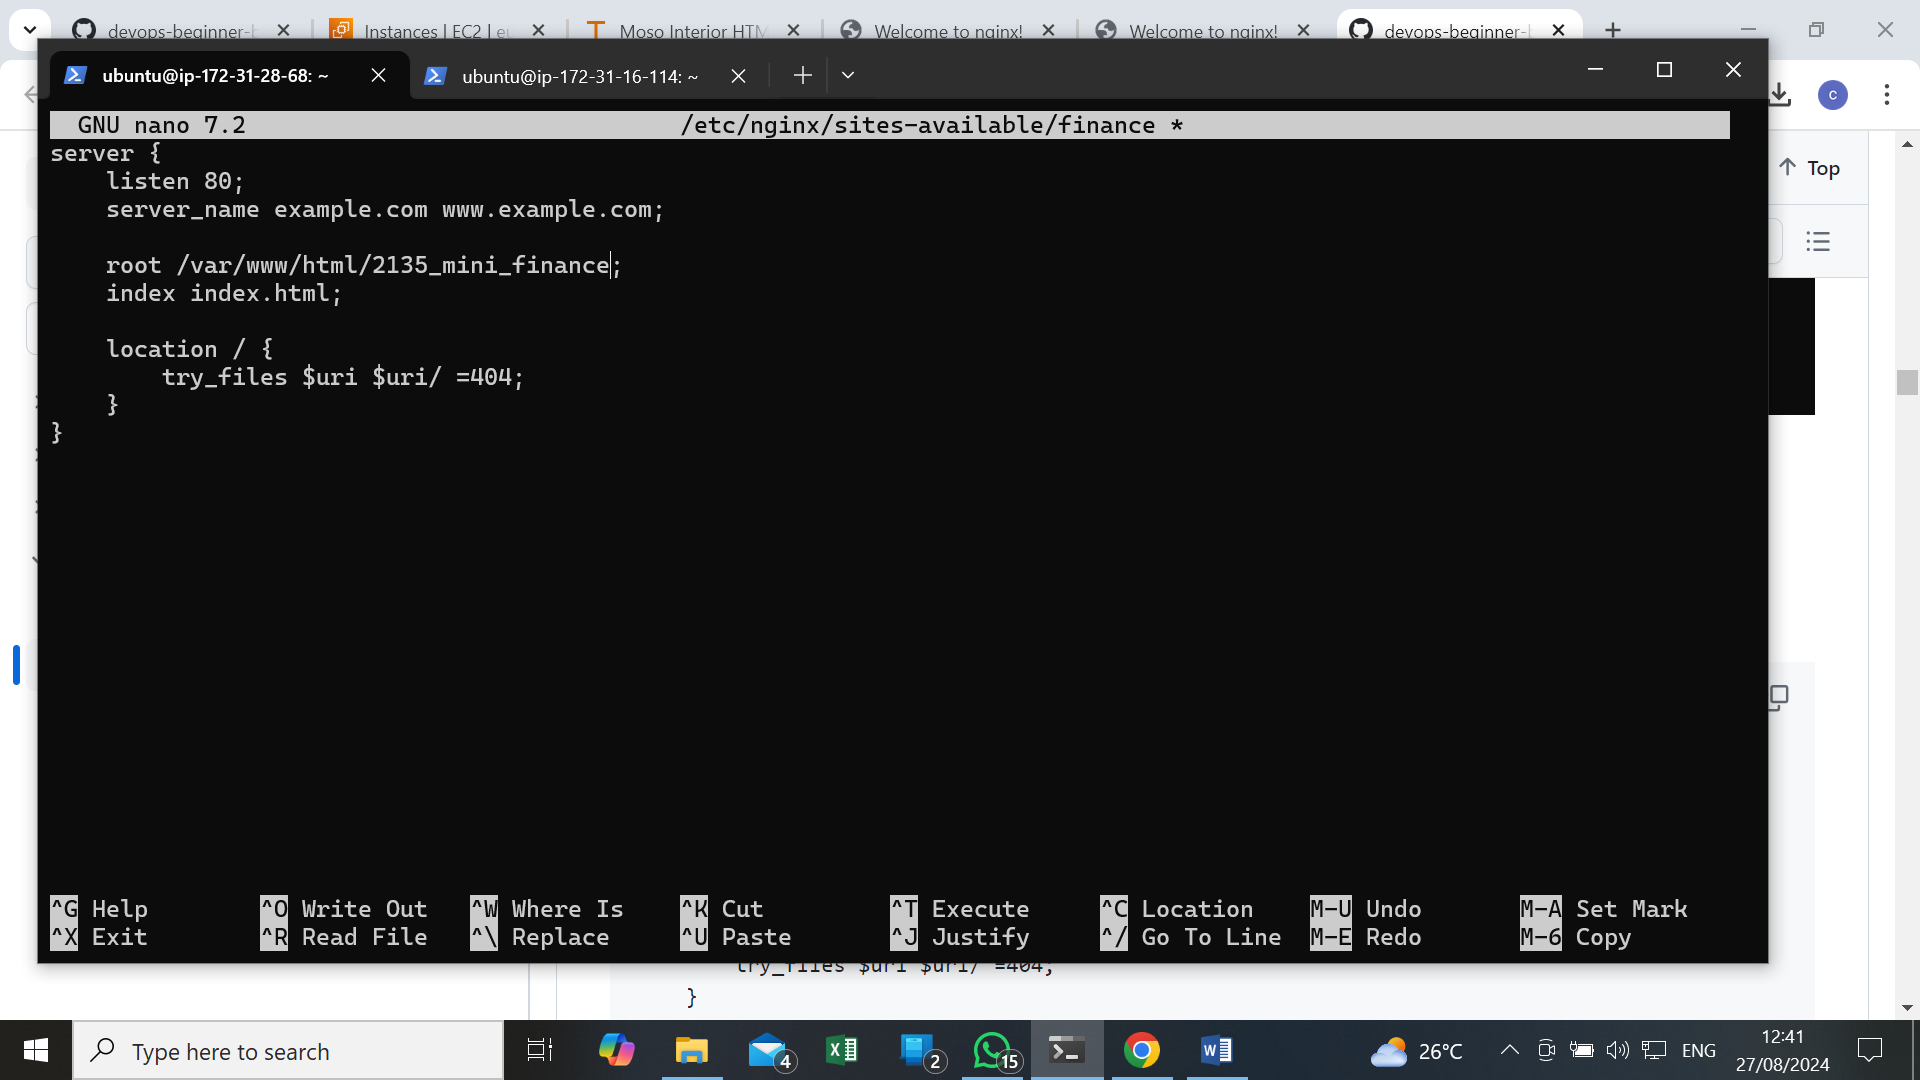 devops-beginner-b
Instances | EC2 | eu
Moso Interior HTM
Welcome to nginx!
Welcome to nginx!
devops-beginner-b
ubuntu@ip-172-31-28-68: ~
ubuntu@ip-172-31-16-114: ~
c
GNU nano 7.2 /etc/nginx/sites-available/finance *
Top
server {
listen 80;
server_name example.com www.example.com;
root /var/www/html/2135_mini_finance;
index index.html;
location / {
try_files $uri $uri/ =404;
}
}
^G Help ^O Write Out ^W Where Is ^K Cut ^T Execute ^C Location M-U Undo M-A Set Mark
^X Exit ^R Read File ^\ Replace ^U Paste ^J Justify ^/ Go To Line M-E Redo M-6 Copy
try_files $uri $uri/ =404;
}
Type here to search
4
2
15
26°C
ENG
12:41
27/08/2024